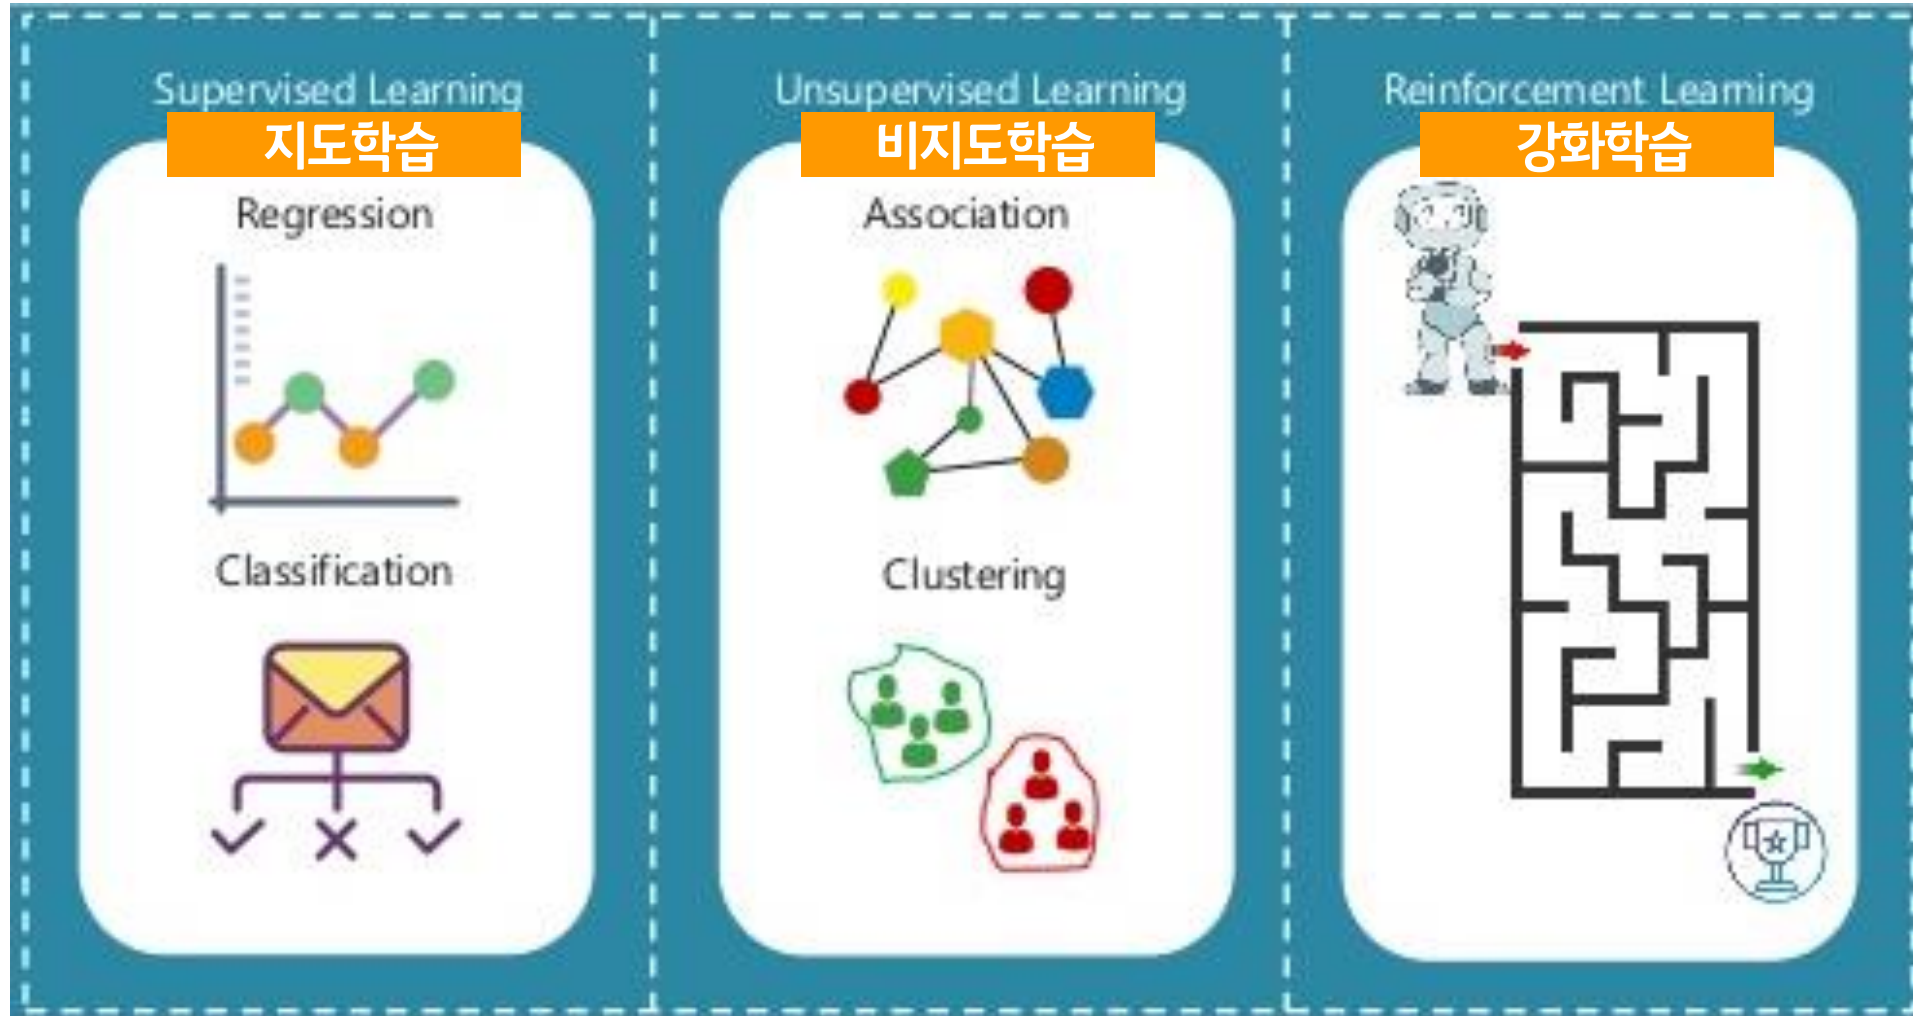 Supervised Learning
지도학습
Regression
Classification
Unsupervised Learning
비지도학습
Association
Clustering
Reinforcement Learning
강화학습